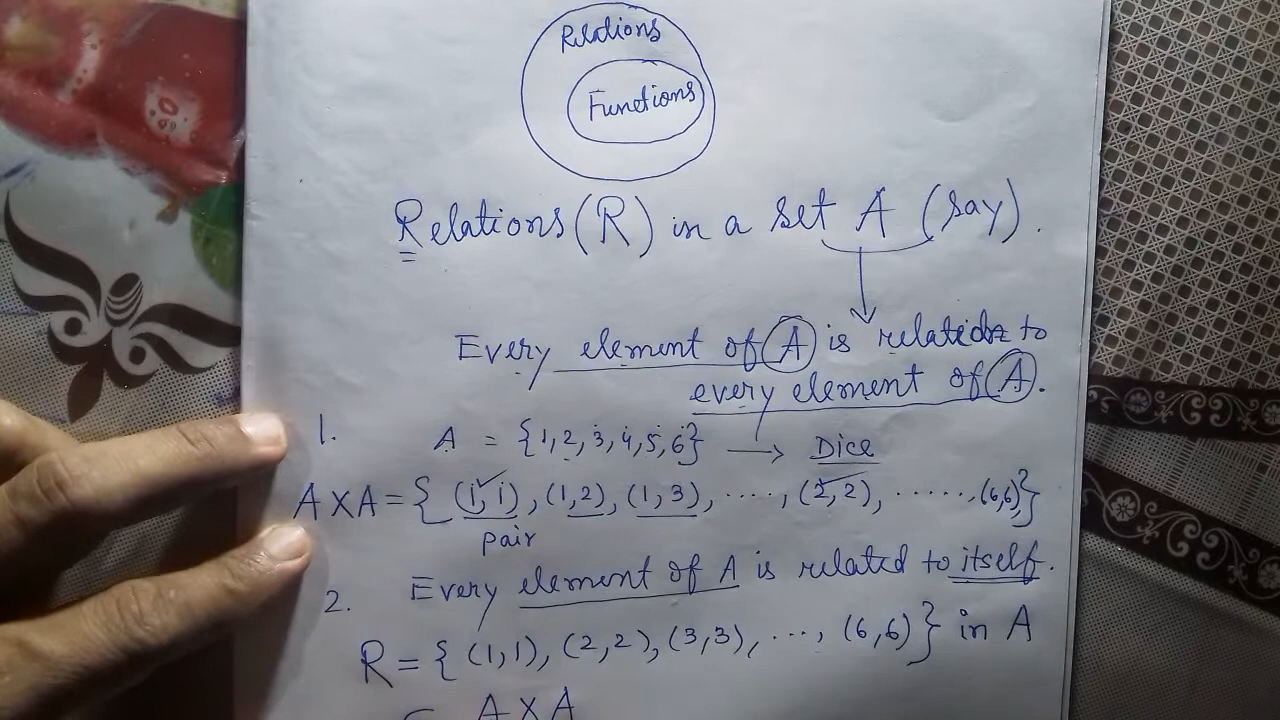 Relations
Functions
Relations (R) in a set A (say).
Every element of A is related to
every element of A.
1. A = {1,2,3,4,5,6} → Dice
A X A = { (1,1), (1,2), (1,3), ....., (2,2), ......, (6,6)}
pair
2. Every element of A is related to itself.
R = { (1,1), (2,2), (3,3), ..., (6,6)} in A
A X A